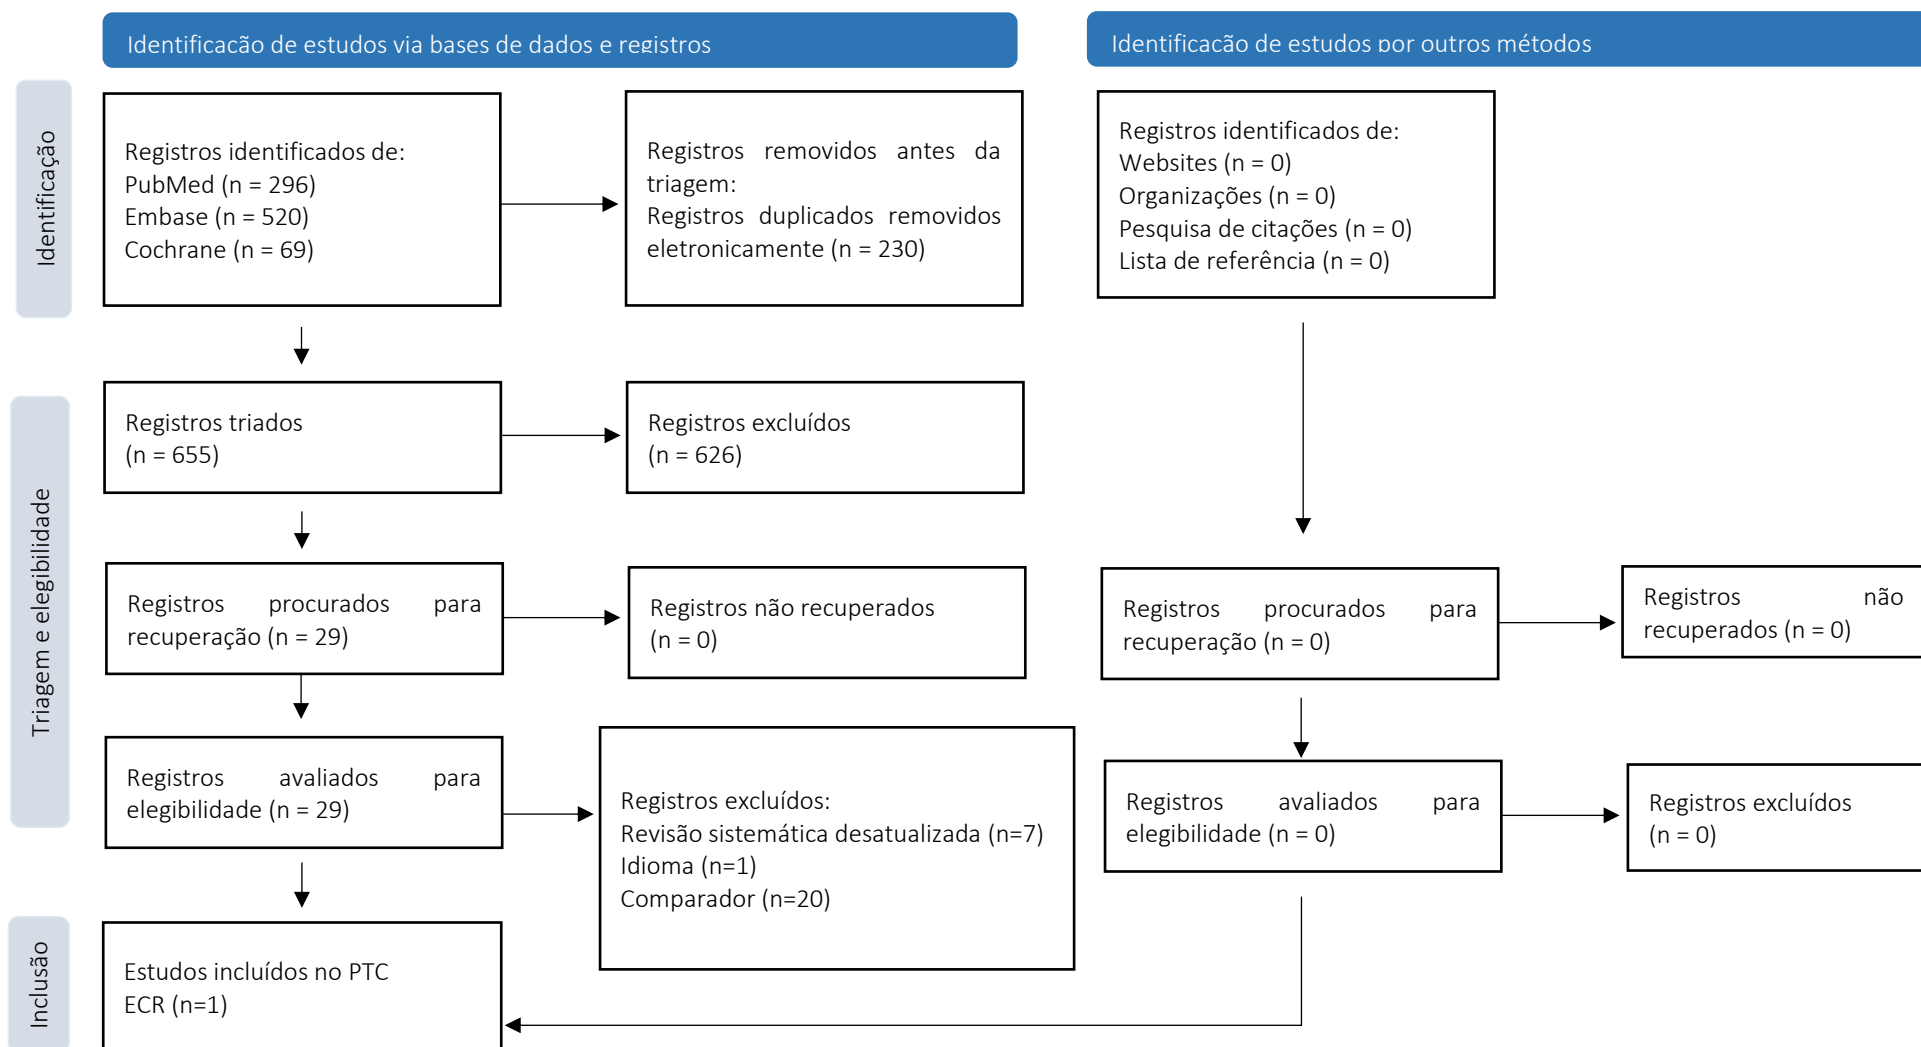 Identificação de estudos via bases de dados e registros
Identificação de estudos por outros métodos
Identificação
Registros identificados de:
PubMed (n = 296)
Embase (n = 520)
Cochrane (n = 69)
Registros removidos antes da
triagem:
Registros duplicados removidos
eletronicamente (n = 230)
Registros identificados de:
Websites (n = 0)
Organizações (n = 0)
Pesquisa de citações (n = 0)
Lista de referência (n = 0)
Triagem e elegibilidade
Registros triados
(n = 655)
Registros excluídos
(n = 626)
Registros procurados para
recuperação (n = 29)
Registros não recuperados
(n = 0)
Registros procurados para
recuperação (n = 0)
Registros não
recuperados (n = 0)
Registros avaliados para
elegibilidade (n = 29)
Registros excluídos:
Revisão sistemática desatualizada (n=7)
Idioma (n=1)
Comparador (n=20)
Registros avaliados para
elegibilidade (n = 0)
Registros excluídos
(n = 0)
Inclusão
Estudos incluídos no PTC
ECR (n=1)